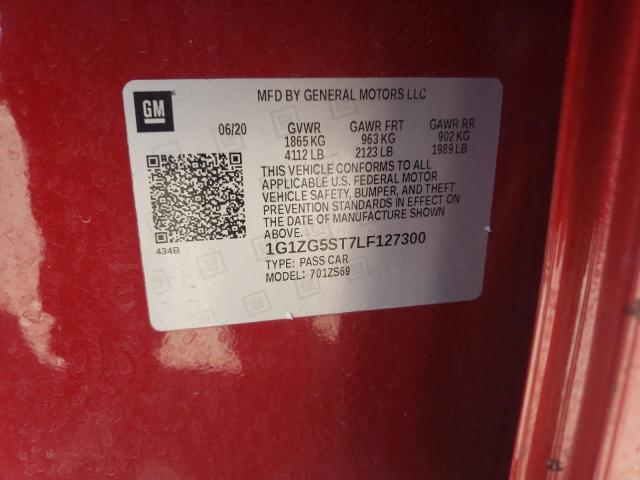 MFD BY GENERAL MOTORS LLC
GM
06/20 GVWR GAWR FRT GAWR RR
1865 KG 963 KG 902 KG
4112 LB 2123 LB 1989 LB
THIS VEHICLE CONFORMS TO ALL
APPLICABLE U.S. FEDERAL MOTOR
VEHICLE SAFETY, BUMPER, AND THEFT
PREVENTION STANDARDS IN EFFECT ON
THE DATE OF MANUFACTURE SHOWN
ABOVE.
434B
1G1ZG5ST7LF127300
TYPE: PASS CAR
MODEL: 701ZS69